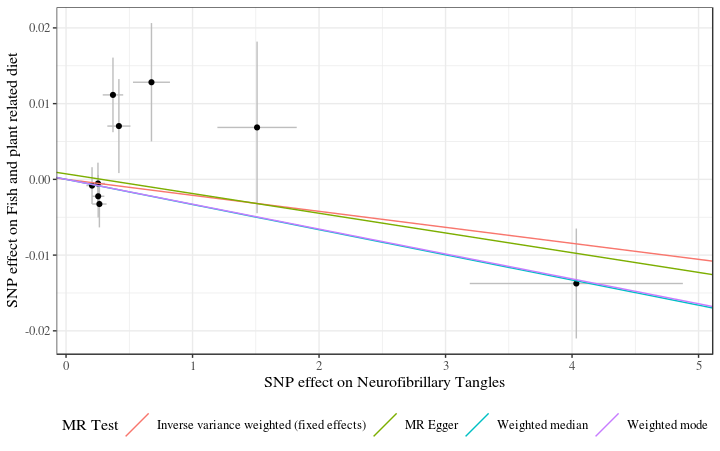 SNP effect on Fish and plant related diet
0.02
0.01
0.00
-0.01
-0.02
0 1 2 3 4 5
SNP effect on Neurofibrillary Tangles
MR Test Inverse variance weighted (fixed effects) MR Egger Weighted median Weighted mode